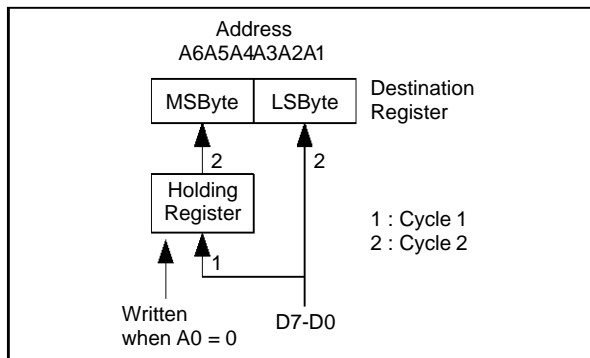 Address
A6A5A4A3A2A1
MSByte LSByte
Destination
Register
2 2
Holding
Register
1 : Cycle 1
2 : Cycle 2
1
Written
when A0 = 0
D7-D0